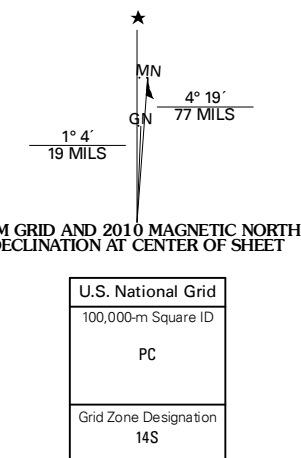 MN
4° 19´
77 MILS
GN
1° 4´
19 MILS
M GRID AND 2010 MAGNETIC NORTH
DECLINATION AT CENTER OF SHEET
U.S. National Grid
100,000-m Square ID
PC
Grid Zone Designation
14S